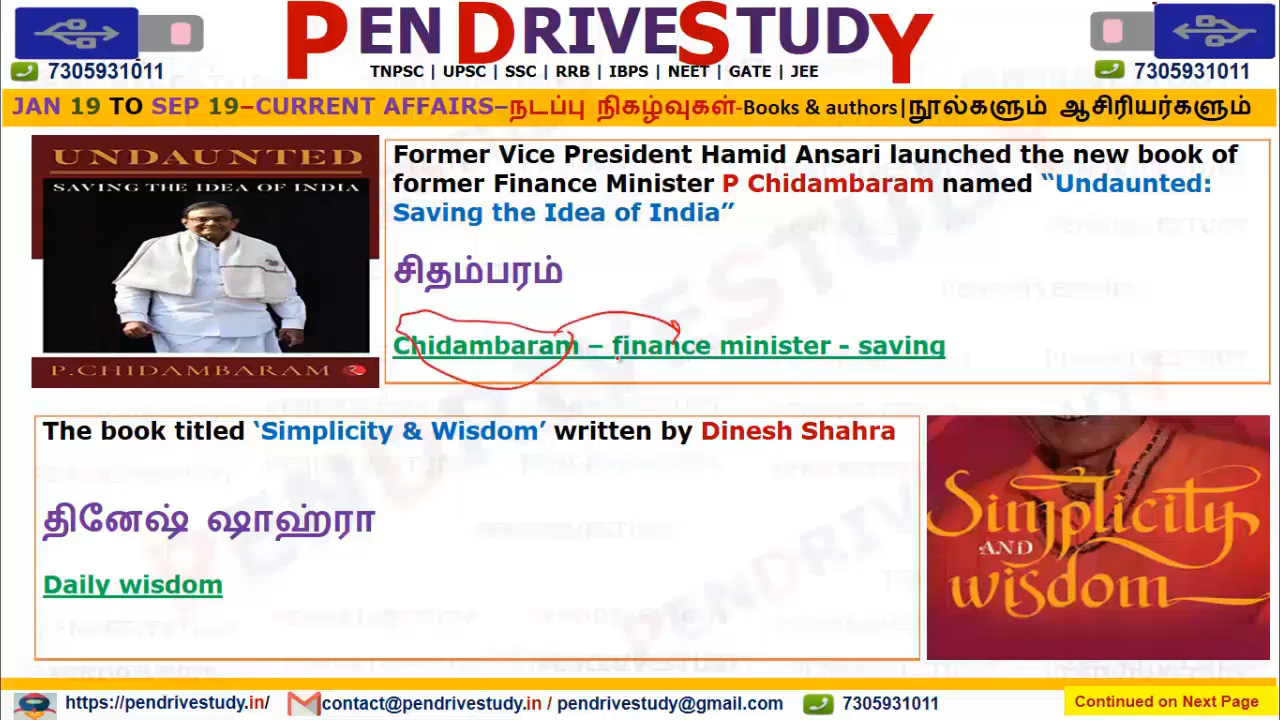 PENDRIVESTUDY
TNPSC | UPSC | SSC | RRB | IBPS | NEET | GATE | JEE
7305931011
7305931011
JAN 19 TO SEP 19–CURRENT AFFAIRS–நடப்பு நிகழ்வுகள்-Books & authors|நூல்களும் ஆசிரியர்களும்
UNDAUNTED
SAVING THE IDEA OF INDIA
P.CHIDAMBARAM
Former Vice President Hamid Ansari launched the new book of
former Finance Minister P Chidambaram named “Undaunted:
Saving the Idea of India”
சிதம்பரம்
Chidambaram – finance minister - saving
The book titled ‘Simplicity & Wisdom’ written by Dinesh Shahra
தினேஷ் ஷாஹ்ரா
Daily wisdom
Simplicity
AND
wisdom
https://pendrivestudy.in/
contact@pendrivestudy.in / pendrivestudy@gmail.com
7305931011
Continued on Next Page